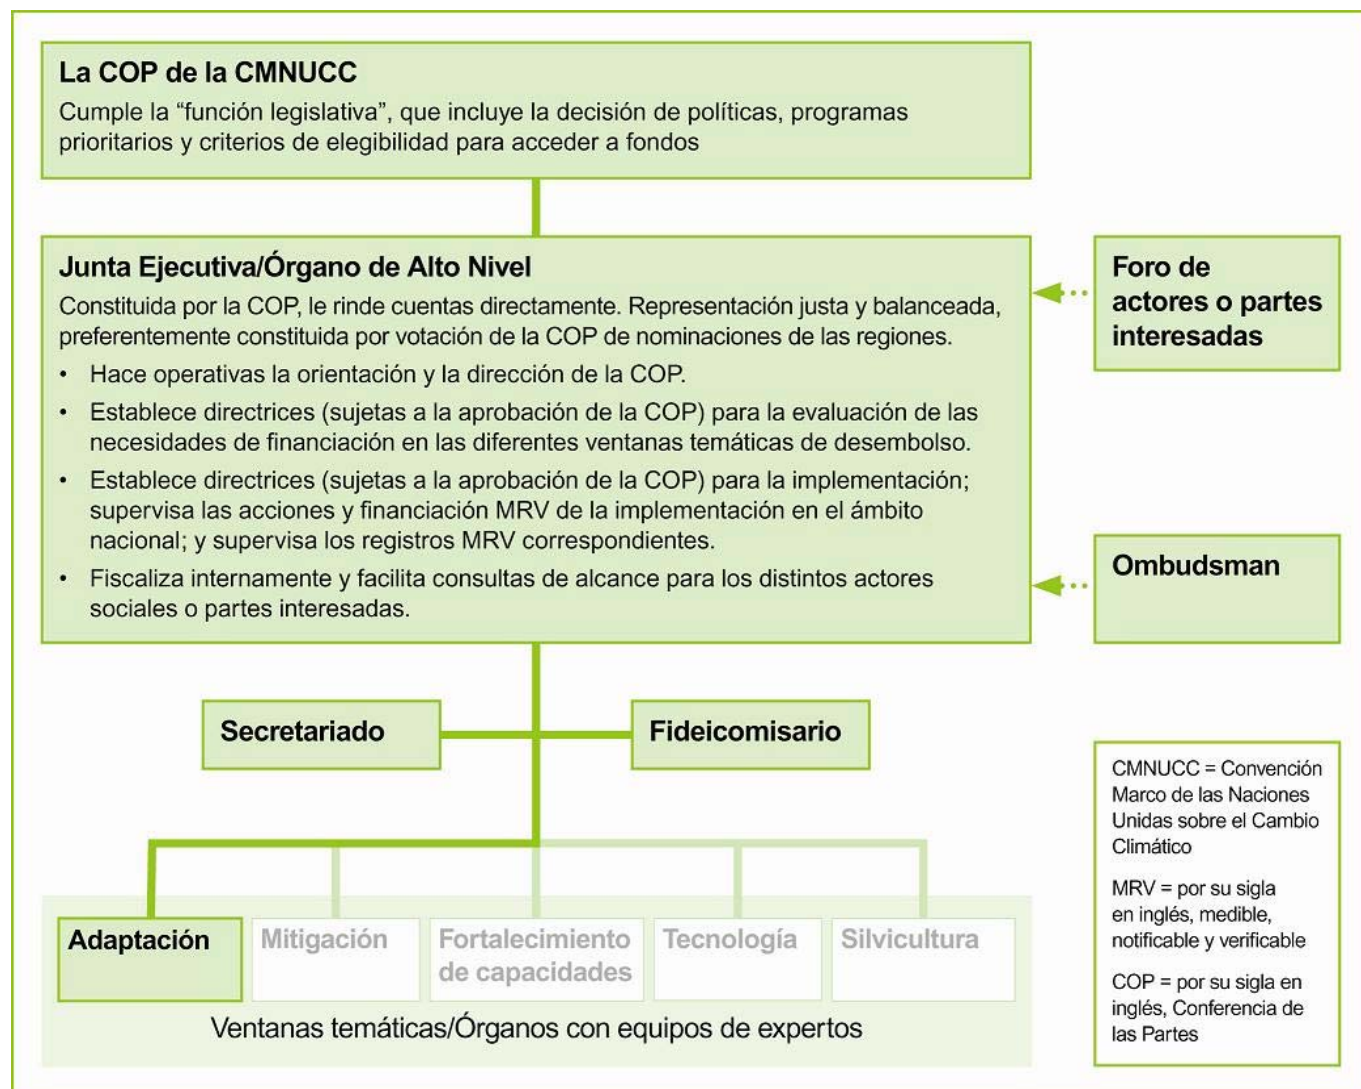 La COP de la CMNUCC
Cumple la “función legislativa”, que incluye la decisión de políticas, programas
prioritarios y criterios de elegibilidad para acceder a fondos
Junta Ejecutiva/Órgano de Alto Nivel
Constituida por la COP, le rinde cuentas directamente. Representación justa y balanceada,
preferentemente constituida por votación de la COP de nominaciones de las regiones.
• Hace operativas la orientación y la dirección de la COP.
• Establece directrices (sujetas a la aprobación de la COP) para la evaluación de las
necesidades de financiación en las diferentes ventanas temáticas de desembolso.
• Establece directrices (sujetas a la aprobación de la COP) para la implementación;
supervisa las acciones y financiación MRV de la implementación en el ámbito
nacional; y supervisa los registros MRV correspondientes.
• Fiscaliza internamente y facilita consultas de alcance para los distintos actores
sociales o partes interesadas.
Foro de
actores o partes
interesadas
Ombudsman
Secretariado
Fideicomisario
Adaptación
Mitigación
Fortalecimiento
de capacidades
Tecnología
Silvicultura
Ventanas temáticas/Órganos con equipos de expertos
CMNUCC = Convención
Marco de las Naciones
Unidas sobre el Cambio
Climático
MRV = por su sigla
en inglés, medible,
notificable y verificable
COP = por su sigla en
inglés, Conferencia de
las Partes